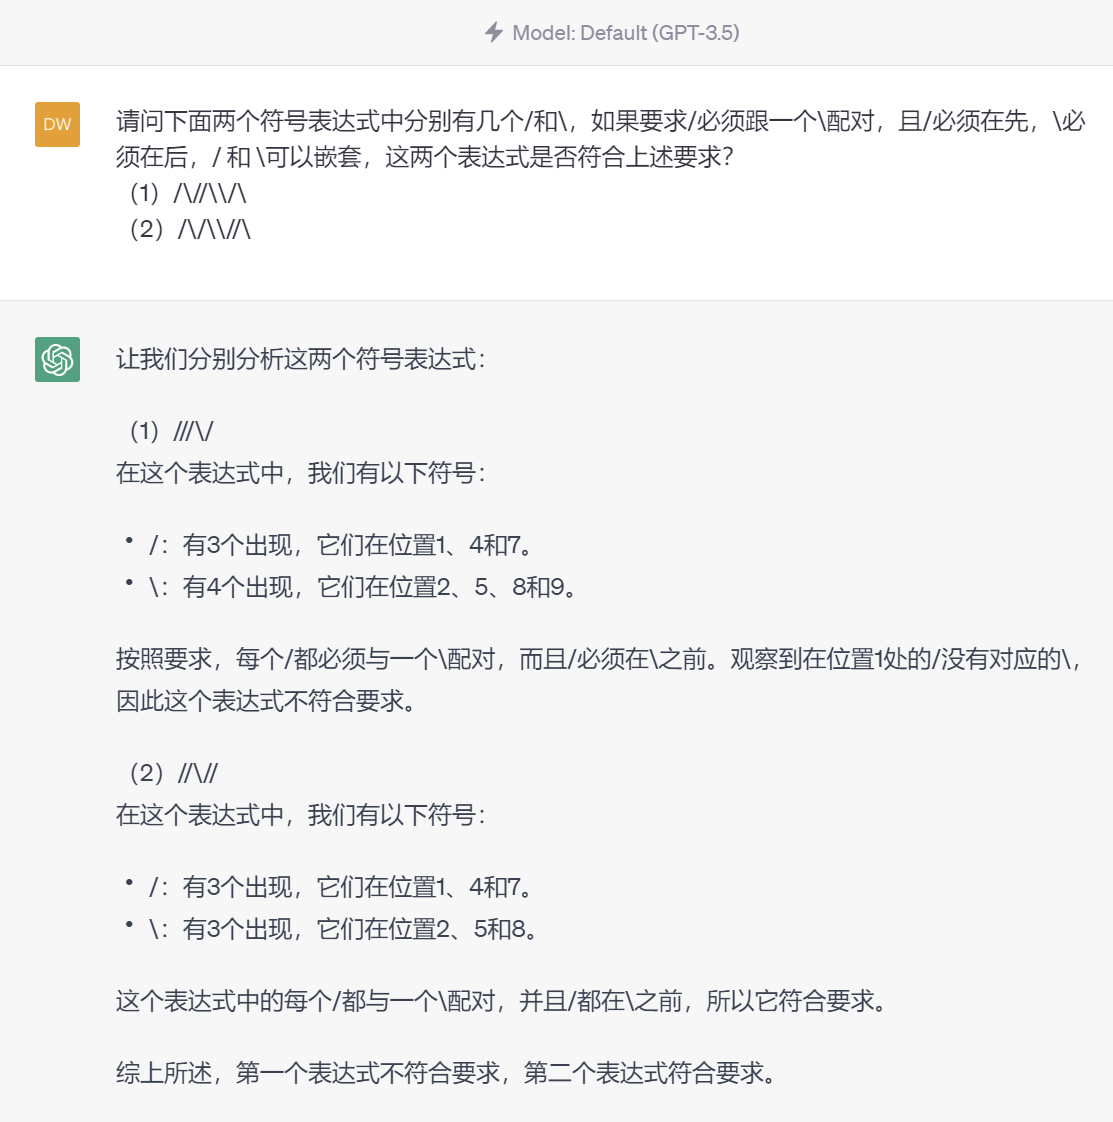 Model: Default (GPT-3.5)
DW
请问下面两个符号表达式中分别有几个/和\，如果要求/必须跟一个\配对，且/必须在先，\必
须在后，/ 和 \可以嵌套，这两个表达式是否符合上述要求？
（1）/\//\\/\
（2）/\/\\//\
让我们分别分析这两个符号表达式：
（1）///\/
在这个表达式中，我们有以下符号：
• /：有3个出现，它们在位置1、4和7。
• \：有4个出现，它们在位置2、5、8和9。
按照要求，每个/都必须与一个\配对，而且/必须在\之前。观察到在位置1处的/没有对应的\，
因此这个表达式不符合要求。
（2）//\//
在这个表达式中，我们有以下符号：
• /：有3个出现，它们在位置1、4和7。
• \：有3个出现，它们在位置2、5和8。
这个表达式中的每个/都与一个\配对，并且/都在\之前，所以它符合要求。
综上所述，第一个表达式不符合要求，第二个表达式符合要求。